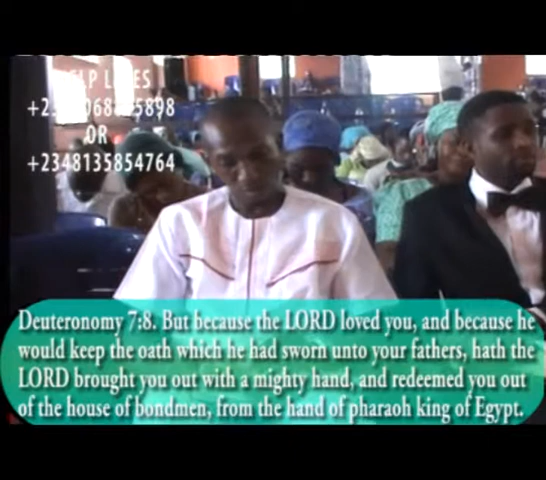 LINES
OR
+2348135854764
Deuteronomy 7:8. But because the LORD loved you, and because he
would keep the oath which he had sworn unto your fathers, hath the
LORD brought you out with a mighty hand, and redeemed you out
of the house of bondmen, from the hand of pharaoh king of Egypt.